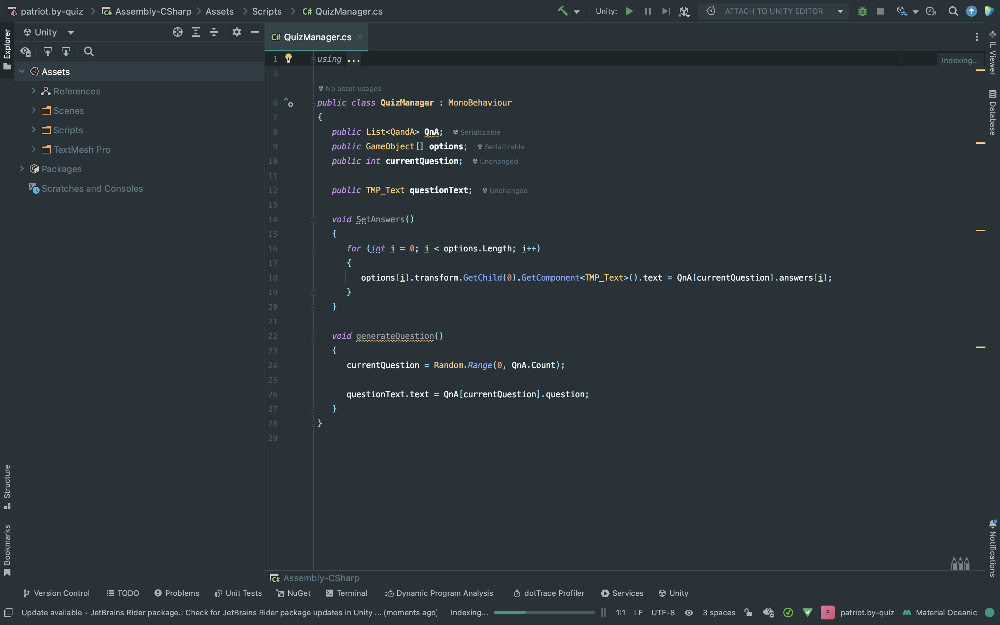 patriot.by-quiz > Assembly-CSharp > Assets > Scripts > C# QuizManager.cs
Unity:
ATTACH TO UNITY EDITOR
Explorer
Unity
C# QuizManager.cs
Assets
References
Scenes
Scripts
TextMesh Pro
Packages
Scratches and Consoles
1 using ...
Indexing...
5
No asset usages
6 public class QuizManager : MonoBehaviour
7 {
8 public List<QandA> QnA; Serializable
9 public GameObject[] options; Serializable
10 public int currentQuestion; Unchanged
11
12 public TMP_Text questionText; Unchanged
13
14 void SetAnswers()
15 {
16 for (int i = 0; i < options.Length; i++)
17 {
18 options[i].transform.GetChild(0).GetComponent<TMP_Text>().text = QnA[currentQuestion].answers[i];
19 }
20 }
21
22 void generateQuestion()
23 {
24 currentQuestion = Random.Range(0, QnA.Count);
25
26 questionText.text = QnA[currentQuestion].question;
27 }
28 }
29
IL Viewer
Database
Notifications
Structure
Bookmarks
C# Assembly-CSharp
Version Control TODO Problems Unit Tests NuGet Terminal Dynamic Program Analysis dotTrace Profiler Services Unity
Update available - JetBrains Rider package.: Check for JetBrains Rider package updates in Unity ... (moments ago) Indexing... 1:1 LF UTF-8 3 spaces P patriot.by-quiz Material Oceanic